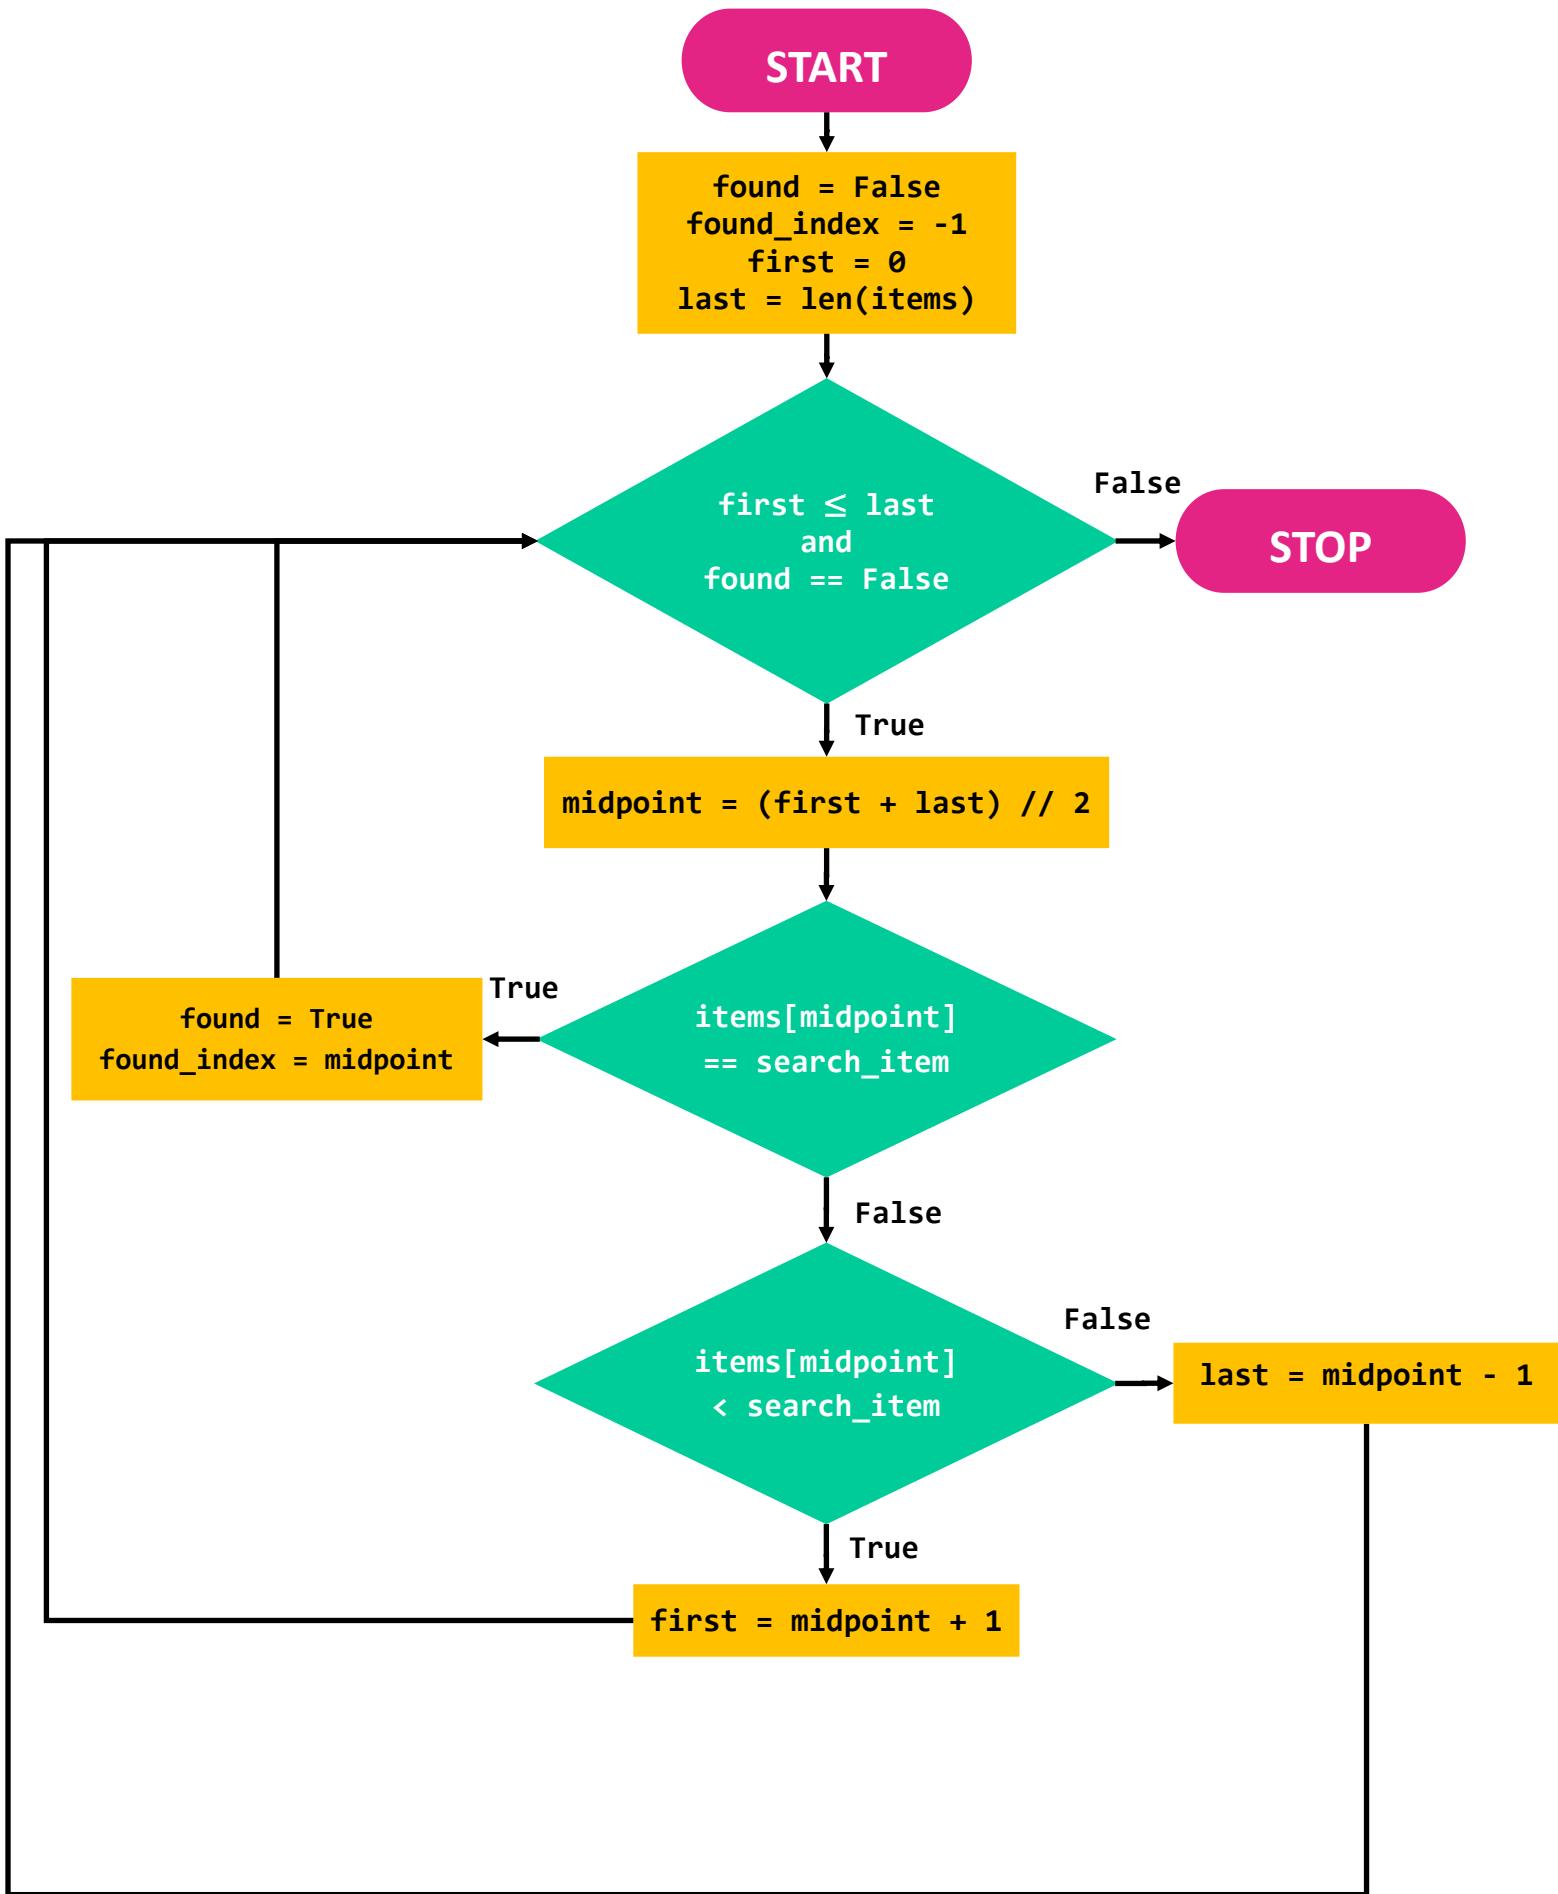 START
found = False
found_index = -1
first = 0
last = len(items)
first ≤ last
and
found == False
False
STOP
True
midpoint = (first + last) // 2
items[midpoint]
== search_item
True
found = True
found_index = midpoint
False
items[midpoint]
< search_item
False
last = midpoint - 1
True
first = midpoint + 1